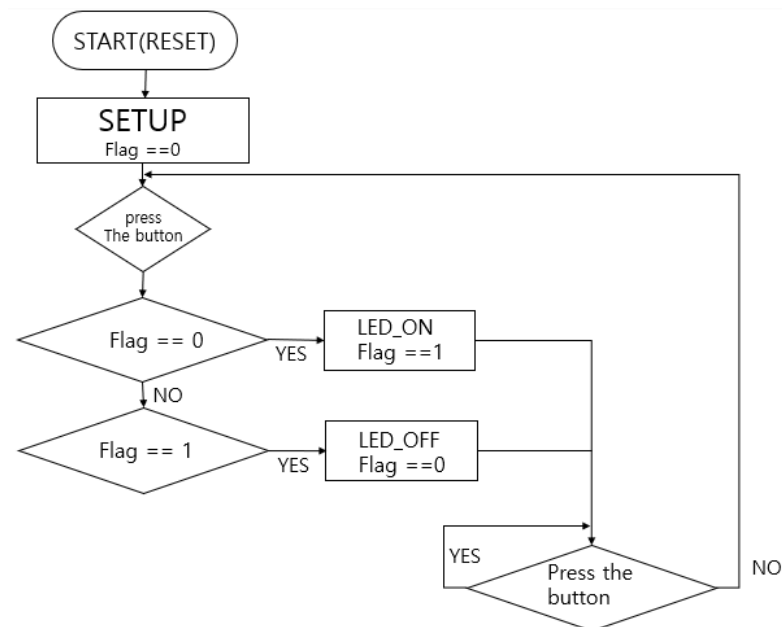 START(RESET)
SETUP
Flag ==0
press
The button
Flag == 0
YES
LED_ON
Flag ==1
NO
Flag == 1
YES
LED_OFF
Flag ==0
YES
Press the
button
NO